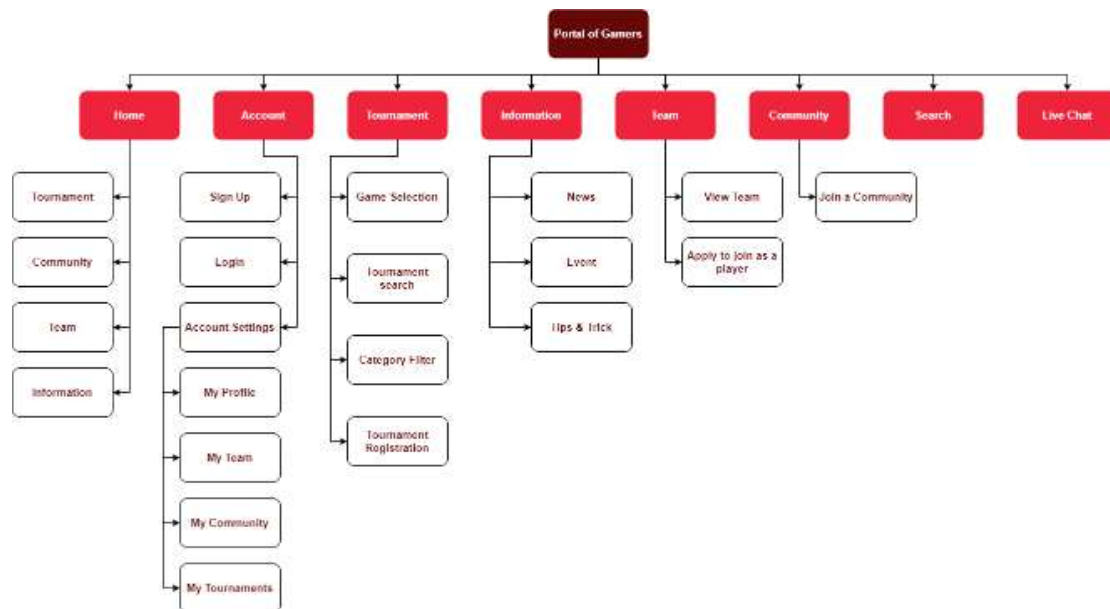 Portal of Gamers
Home
Account
Tournament
Information
Team
Community
Search
Live Chat
Tournament
Community
Team
Information
Sign Up
Login
Account Settings
My Profile
My Team
My Community
My Tournaments
Game Selection
Tournament
search
Category Filter
Tournament
Registration
News
Event
Tips & Trick
View Team
Apply to join as a
player
Join a Community